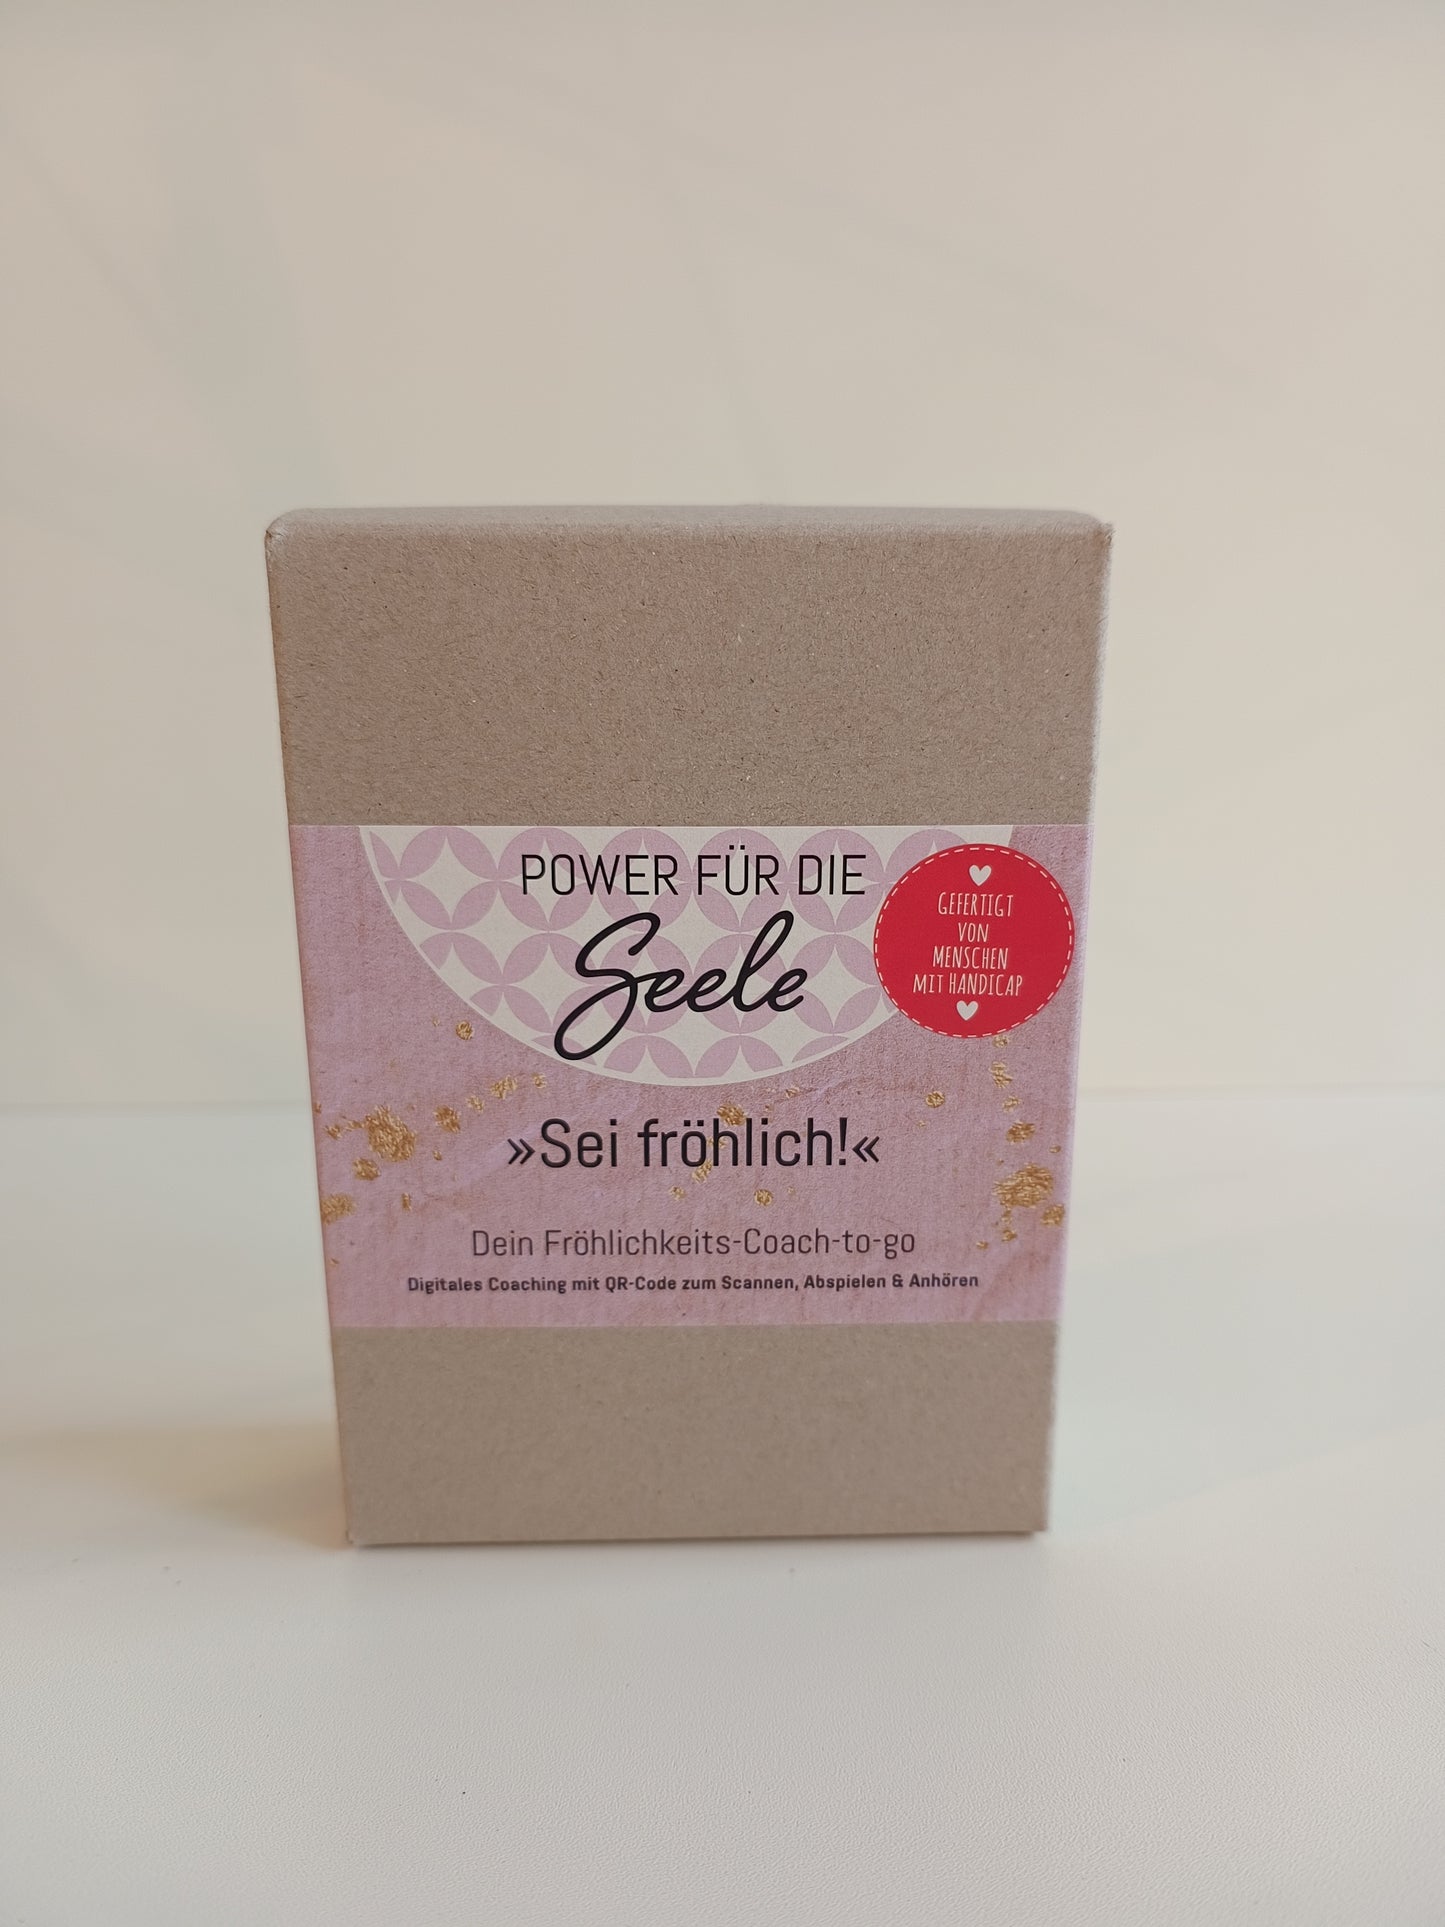 POWER FÜR DIE
Seele
GEFERTIGT
VON
MENSCHEN
MIT HANDICAP
»Sei fröhlich!«
Dein Fröhlichkeits-Coach-to-go
Digitales Coaching mit QR-Code zum Scannen, Abspielen & Anhören